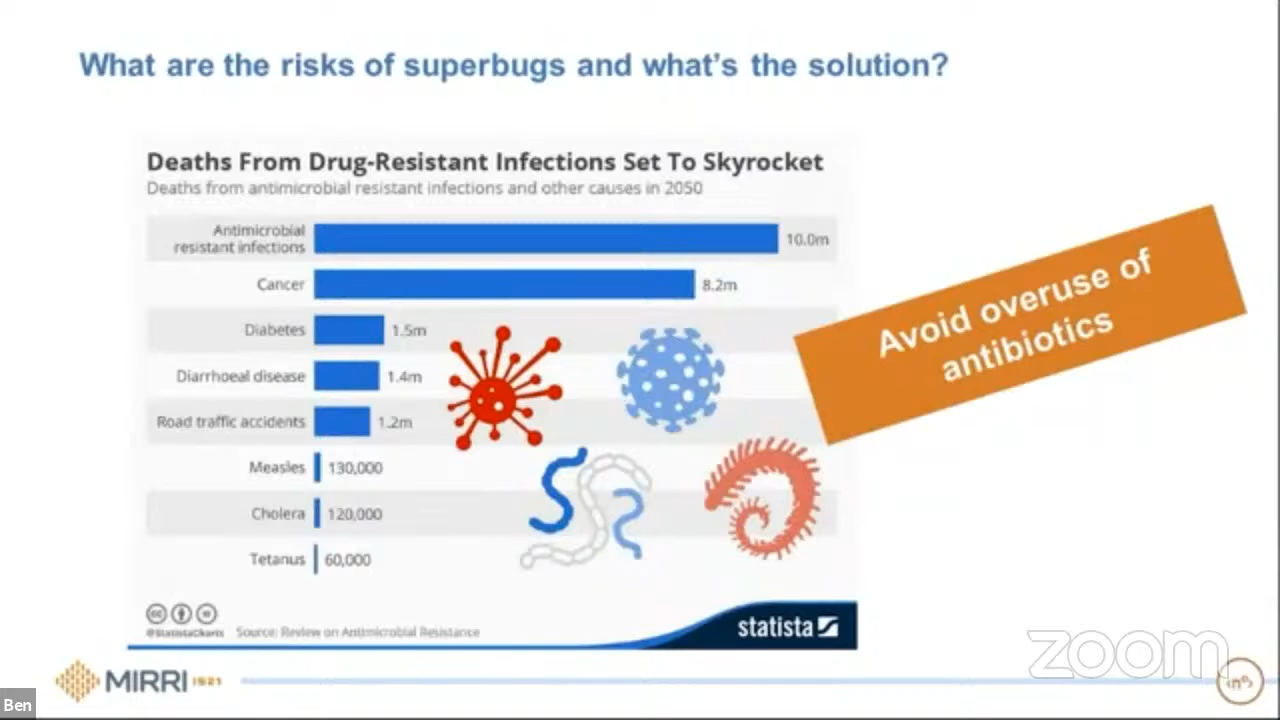 What are the risks of superbugs and what's the solution?
Deaths From Drug-Resistant Infections Set To Skyrocket
Deaths from antimicrobial resistant infections and other causes in 2050
Antimicrobial
resistant infections
10.0m
Cancer
8.2m
Diabetes
1.5m
Diarrhoeal disease
1.4m
Road traffic accidents
1.2m
Measles
130,000
Cholera
120,000
Tetanus
60,000
Avoid overuse of
antibiotics
@StatistaCharts Source: Review on Antimicrobial Resistance
statista
zoom
MIRRI
Ben